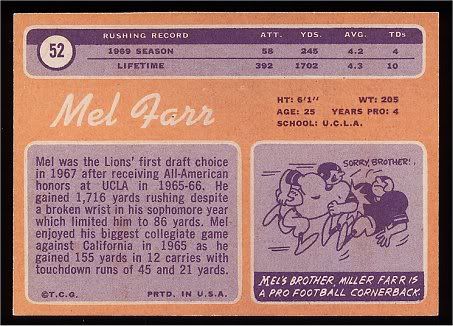 52
RUSHING RECORD ATT. YDS. AVG. TDs
1969 SEASON 58 245 4.2 4
LIFETIME 392 1702 4.3 10
Mel Farr
HT: 6'1" WT: 205
AGE: 25 YEARS PRO: 4
SCHOOL: U.C.L.A.
Mel was the Lions' first draft choice
in 1967 after receiving All-American
honors at UCLA in 1965-66. He
gained 1,716 yards rushing despite
a broken wrist in his sophomore year
which limited him to 86 yards. Mel-
enjoyed his biggest collegiate game
against California in 1965 as he
gained 155 yards in 12 carries with
touchdown runs of 45 and 21 yards.
©T.C.G. PRTD. IN U.S.A.
SORRY, BROTHER!
MEL'S BROTHER, MILLER FARR IS
A PRO FOOTBALL CORNERBACK.